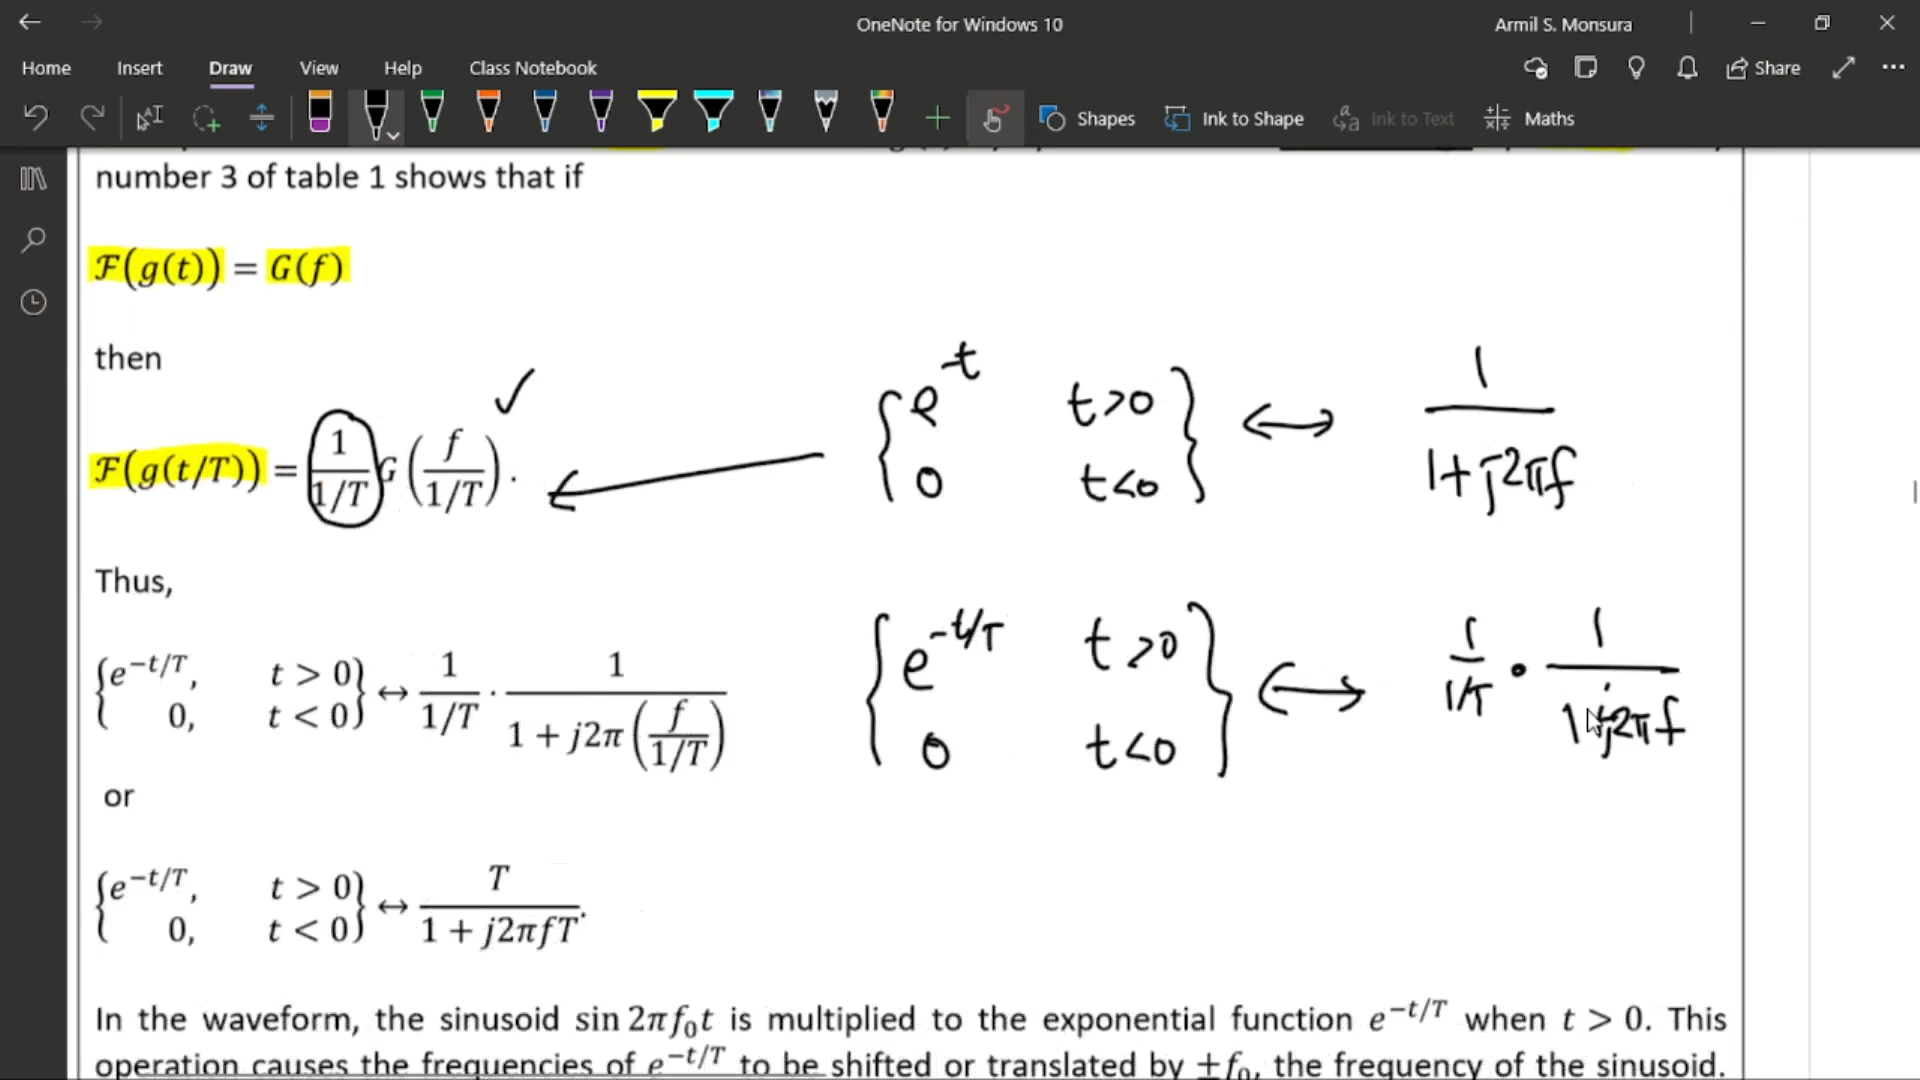 OneNote for Windows 10
Armil S. Monsura
Home Insert Draw View Help Class Notebook
Share
Shapes Ink to Shape Ink to Text Maths
number 3 of table 1 shows that if
ℱ(g(t)) = G(f)
then
ℱ(g(t/T)) = 1/(1/T) G(f/(1/T)).
✓
{e^-t t>0
0 t<0} ↔ 1/(1+j2πf)
Thus,
{e^−t/T, t > 0
0, t < 0} ↔ 1/(1/T) · 1/(1 + j2π(f/(1/T)))
{e^-t/T t>0
0 t<0} ↔ 1/(1/T) • 1/(1 j2πf)
or
{e^−t/T, t > 0
0, t < 0} ↔ T/(1 + j2πfT).
In the waveform, the sinusoid sin 2πf₀t is multiplied to the exponential function e^−t/T when t > 0. This
operation causes the frequencies of e^−t/T to be shifted or translated by ±f₀, the frequency of the sinusoid.